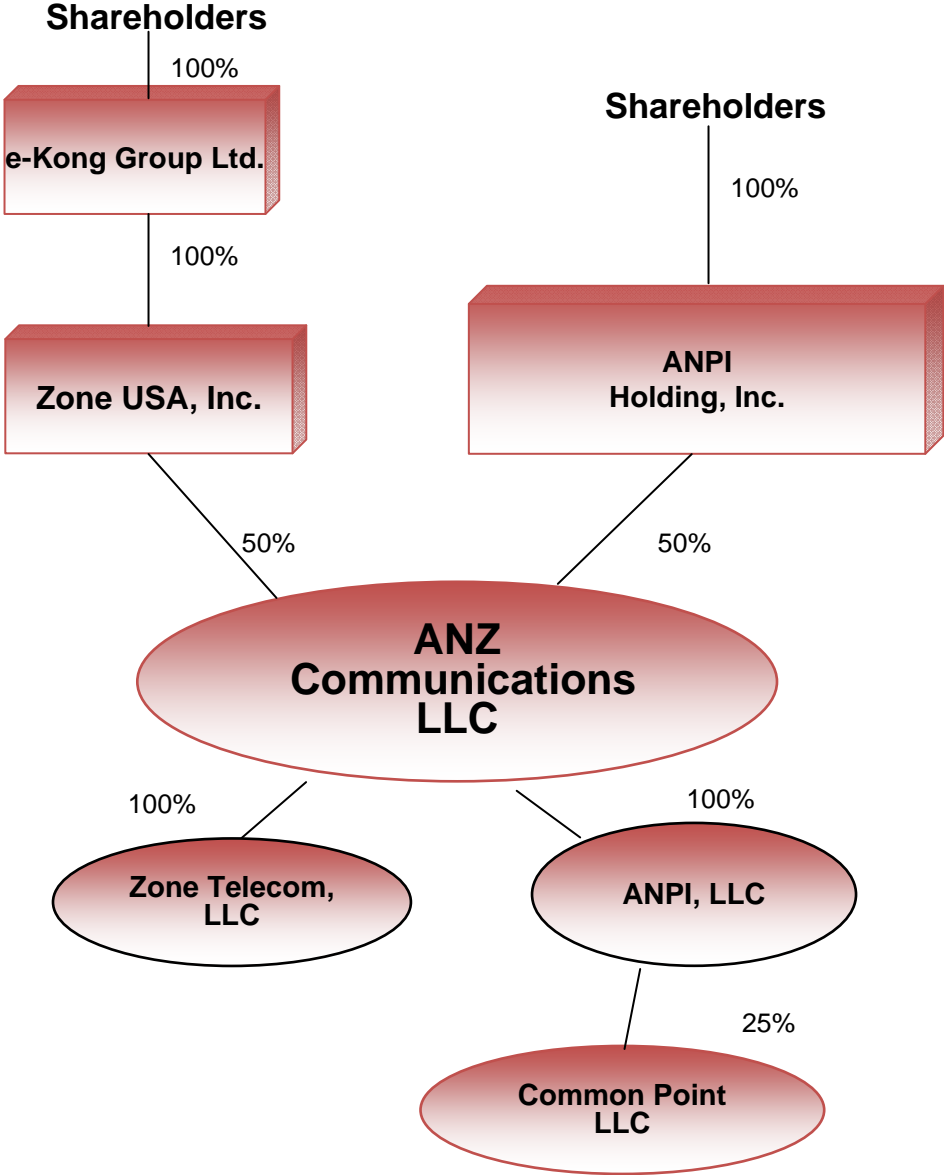 Shareholders
100%
e-Kong Group Ltd.
100%
Zone USA, Inc.
Shareholders
100%
ANPI
Holding, Inc.
50%
50%
ANZ
Communications
LLC
100%
100%
Zone Telecom,
LLC
ANPI, LLC
25%
Common Point
LLC